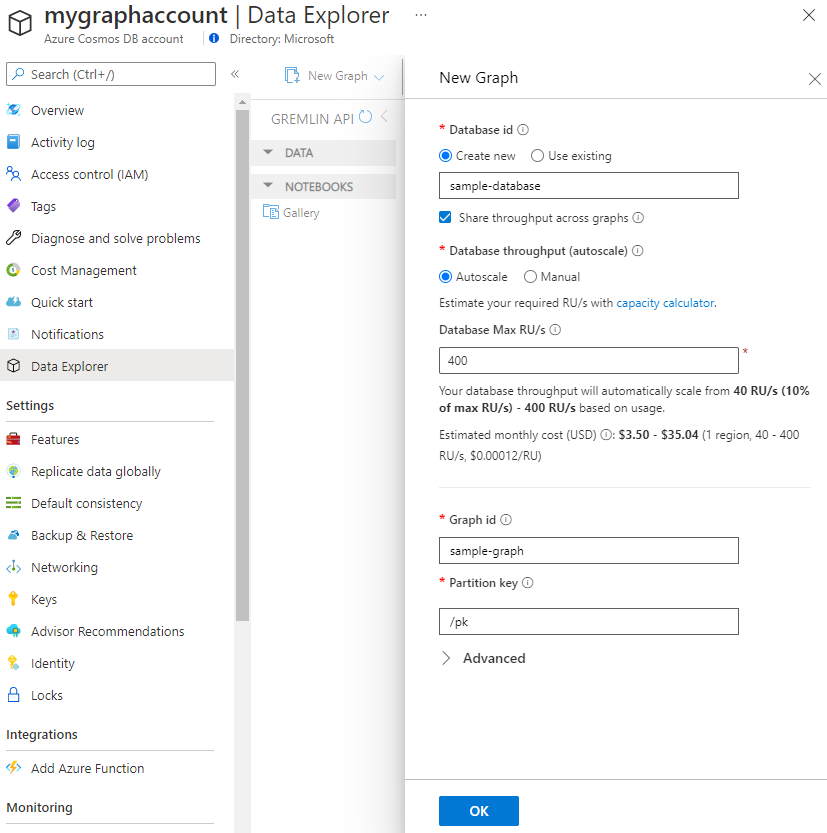 mygraphaccount | Data Explorer ...
Azure Cosmos DB account Directory: Microsoft
Search (Ctrl+/)
Overview
Activity log
Access control (IAM)
Tags
Diagnose and solve problems
Cost Management
Quick start
Notifications
Data Explorer
Settings
Features
Replicate data globally
Default consistency
Backup & Restore
Networking
Keys
Advisor Recommendations
Identity
Locks
Integrations
Add Azure Function
Monitoring
New Graph
GREMLIN API
DATA
NOTEBOOKS
Gallery
New Graph
* Database id
Create new Use existing
sample-database
Share throughput across graphs
* Database throughput (autoscale)
Autoscale Manual
Estimate your required RU/s with capacity calculator.
Database Max RU/s
400 *
Your database throughput will automatically scale from 40 RU/s (10%
of max RU/s) - 400 RU/s based on usage.
Estimated monthly cost (USD) : $3.50 - $35.04 (1 region, 40 - 400
RU/s, $0.00012/RU)
* Graph id
sample-graph
* Partition key
/pk
Advanced
OK